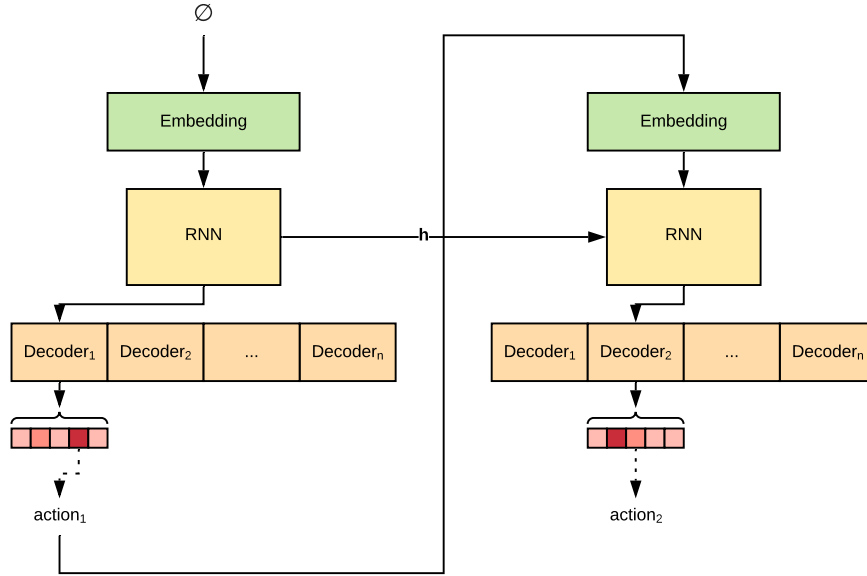 ∅
Embedding
Embedding
RNN
h
RNN
Decoder₁ Decoder₂ ... Decoderₙ
Decoder₁ Decoder₂ ... Decoderₙ
action₁
action₂